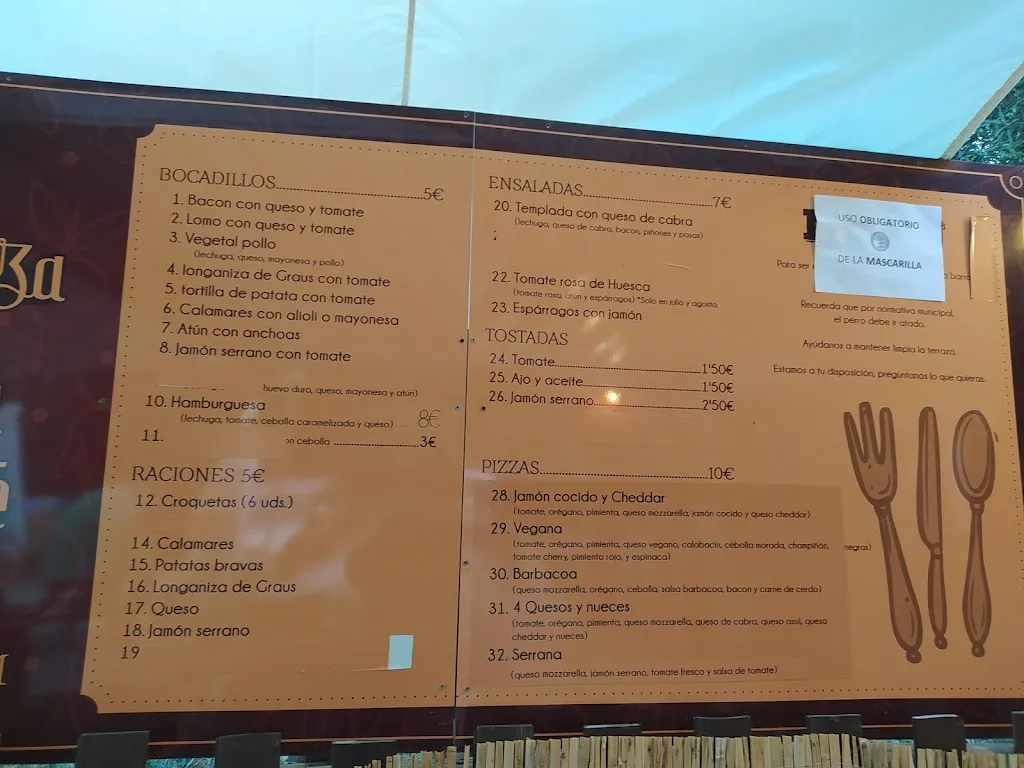 BOCADILLOS 5€
1. Bacon con queso y tomate
2. Lomo con queso y tomate
3. Vegetal pollo
(lechuga, queso, mayonesa y pollo)
4. longaniza de Graus con tomate
5. tortilla de patata con tomate
6. Calamares con alioli o mayonesa
7. Atún con anchoas
8. Jamón serrano con tomate
huevo duro, queso, mayonesa y atún)
10. Hamburguesa 8€
(lechuga, tomate, cebolla caramelizada y queso)
11. cebolla 3€
RACIONES 5€
12. Croquetas (6 uds.)
14. Calamares
15. Patatas bravas
16. Longaniza de Graus
17. Queso
18. Jamón serrano
19
ENSALADAS 7€
20. Templada con queso de cabra
(lechuga, queso de cabra, bacon, piñones y pasas)
22. Tomate rosa de Huesca
(tomate rosa, atún y espárragos) *Solo en julio y agosto
23. Espárragos con jamón
TOSTADAS
24. Tomate 1'50€
25. Ajo y aceite 1'50€
26. Jamón serrano 2'50€
PIZZAS 10€
28. Jamón cocido y Cheddar
(tomate, orégano, pimienta, queso mozzarella, jamón cocido y queso cheddar)
29. Vegana
(tomate, orégano, pimienta, queso vegano, calabacin, cebolla morada, champiñón,
tomate cherry, pimiento rojo, y espinaca)
negras)
30. Barbacoa
(queso mozzarella, orégano, cebolla, salsa barbacoa, bacon y carne de cerdo)
31. 4 Quesos y nueces
(tomate, orégano, pimienta, queso mozzarella, queso de cabra, queso azul, queso
cheddar y nueces)
32. Serrana
(queso mozzarella, jamón serrano, tomate fresco y salsa de tomate)
USO OBLIGATORIO
DE LA MASCARILLA
Para ser barra
Recuerda que por normativa municipal,
el perro debe ir atado.
Ayúdanos a mantener limpia la terraza.
Estamos a tu disposición, pregúntanos lo que quieras.
za